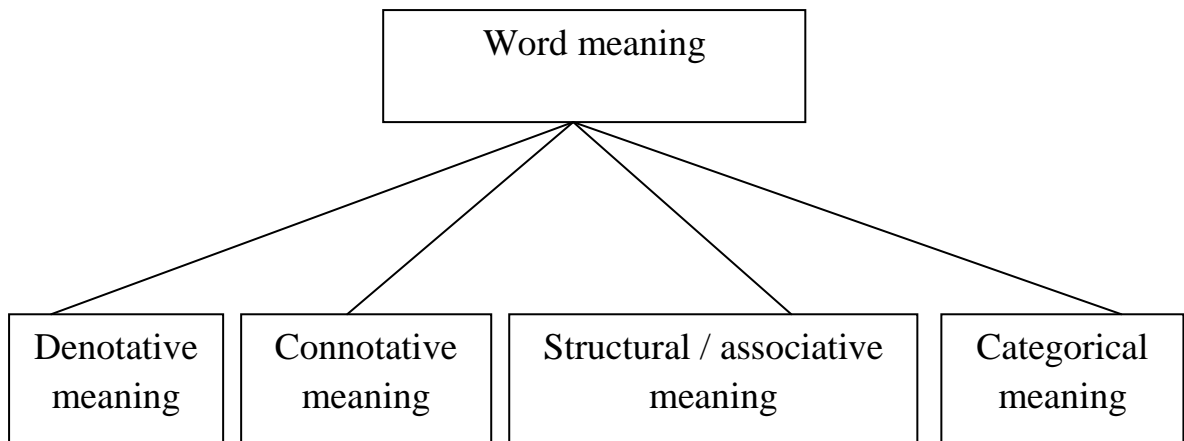 Word meaning
Denotative
meaning
Connotative
meaning
Structural / associative
meaning
Categorical
meaning